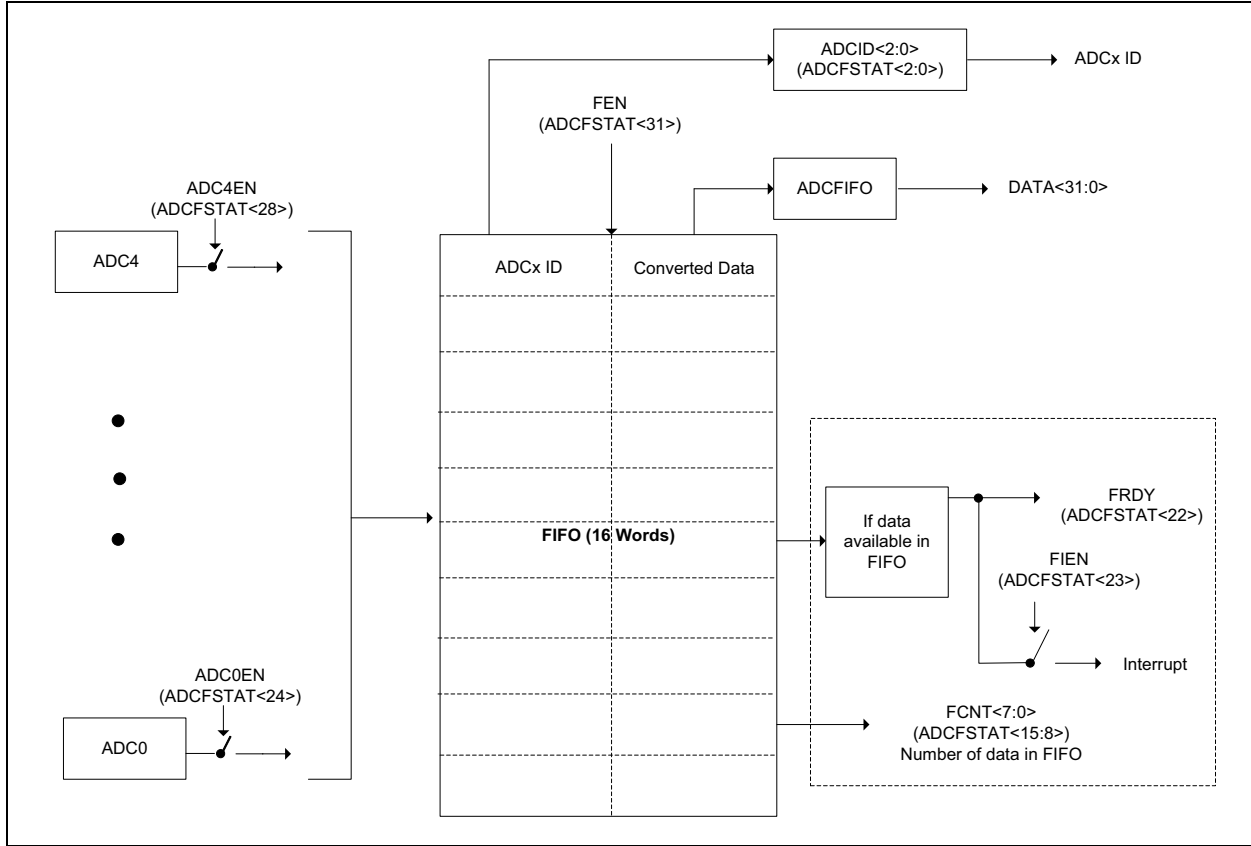 ADCID<2:0>
(ADCFSTAT<2:0>)
ADCx ID
FEN
(ADCFSTAT<31>)
ADCFIFO
DATA<31:0>
ADC4EN
(ADCFSTAT<28>)
ADC4
ADCx ID
Converted Data
FIFO (16 Words)
If data
available in
FIFO
FRDY
(ADCFSTAT<22>)
FIEN
(ADCFSTAT<23>)
Interrupt
ADC0EN
(ADCFSTAT<24>)
ADC0
FCNT<7:0>
(ADCFSTAT<15:8>)
Number of data in FIFO